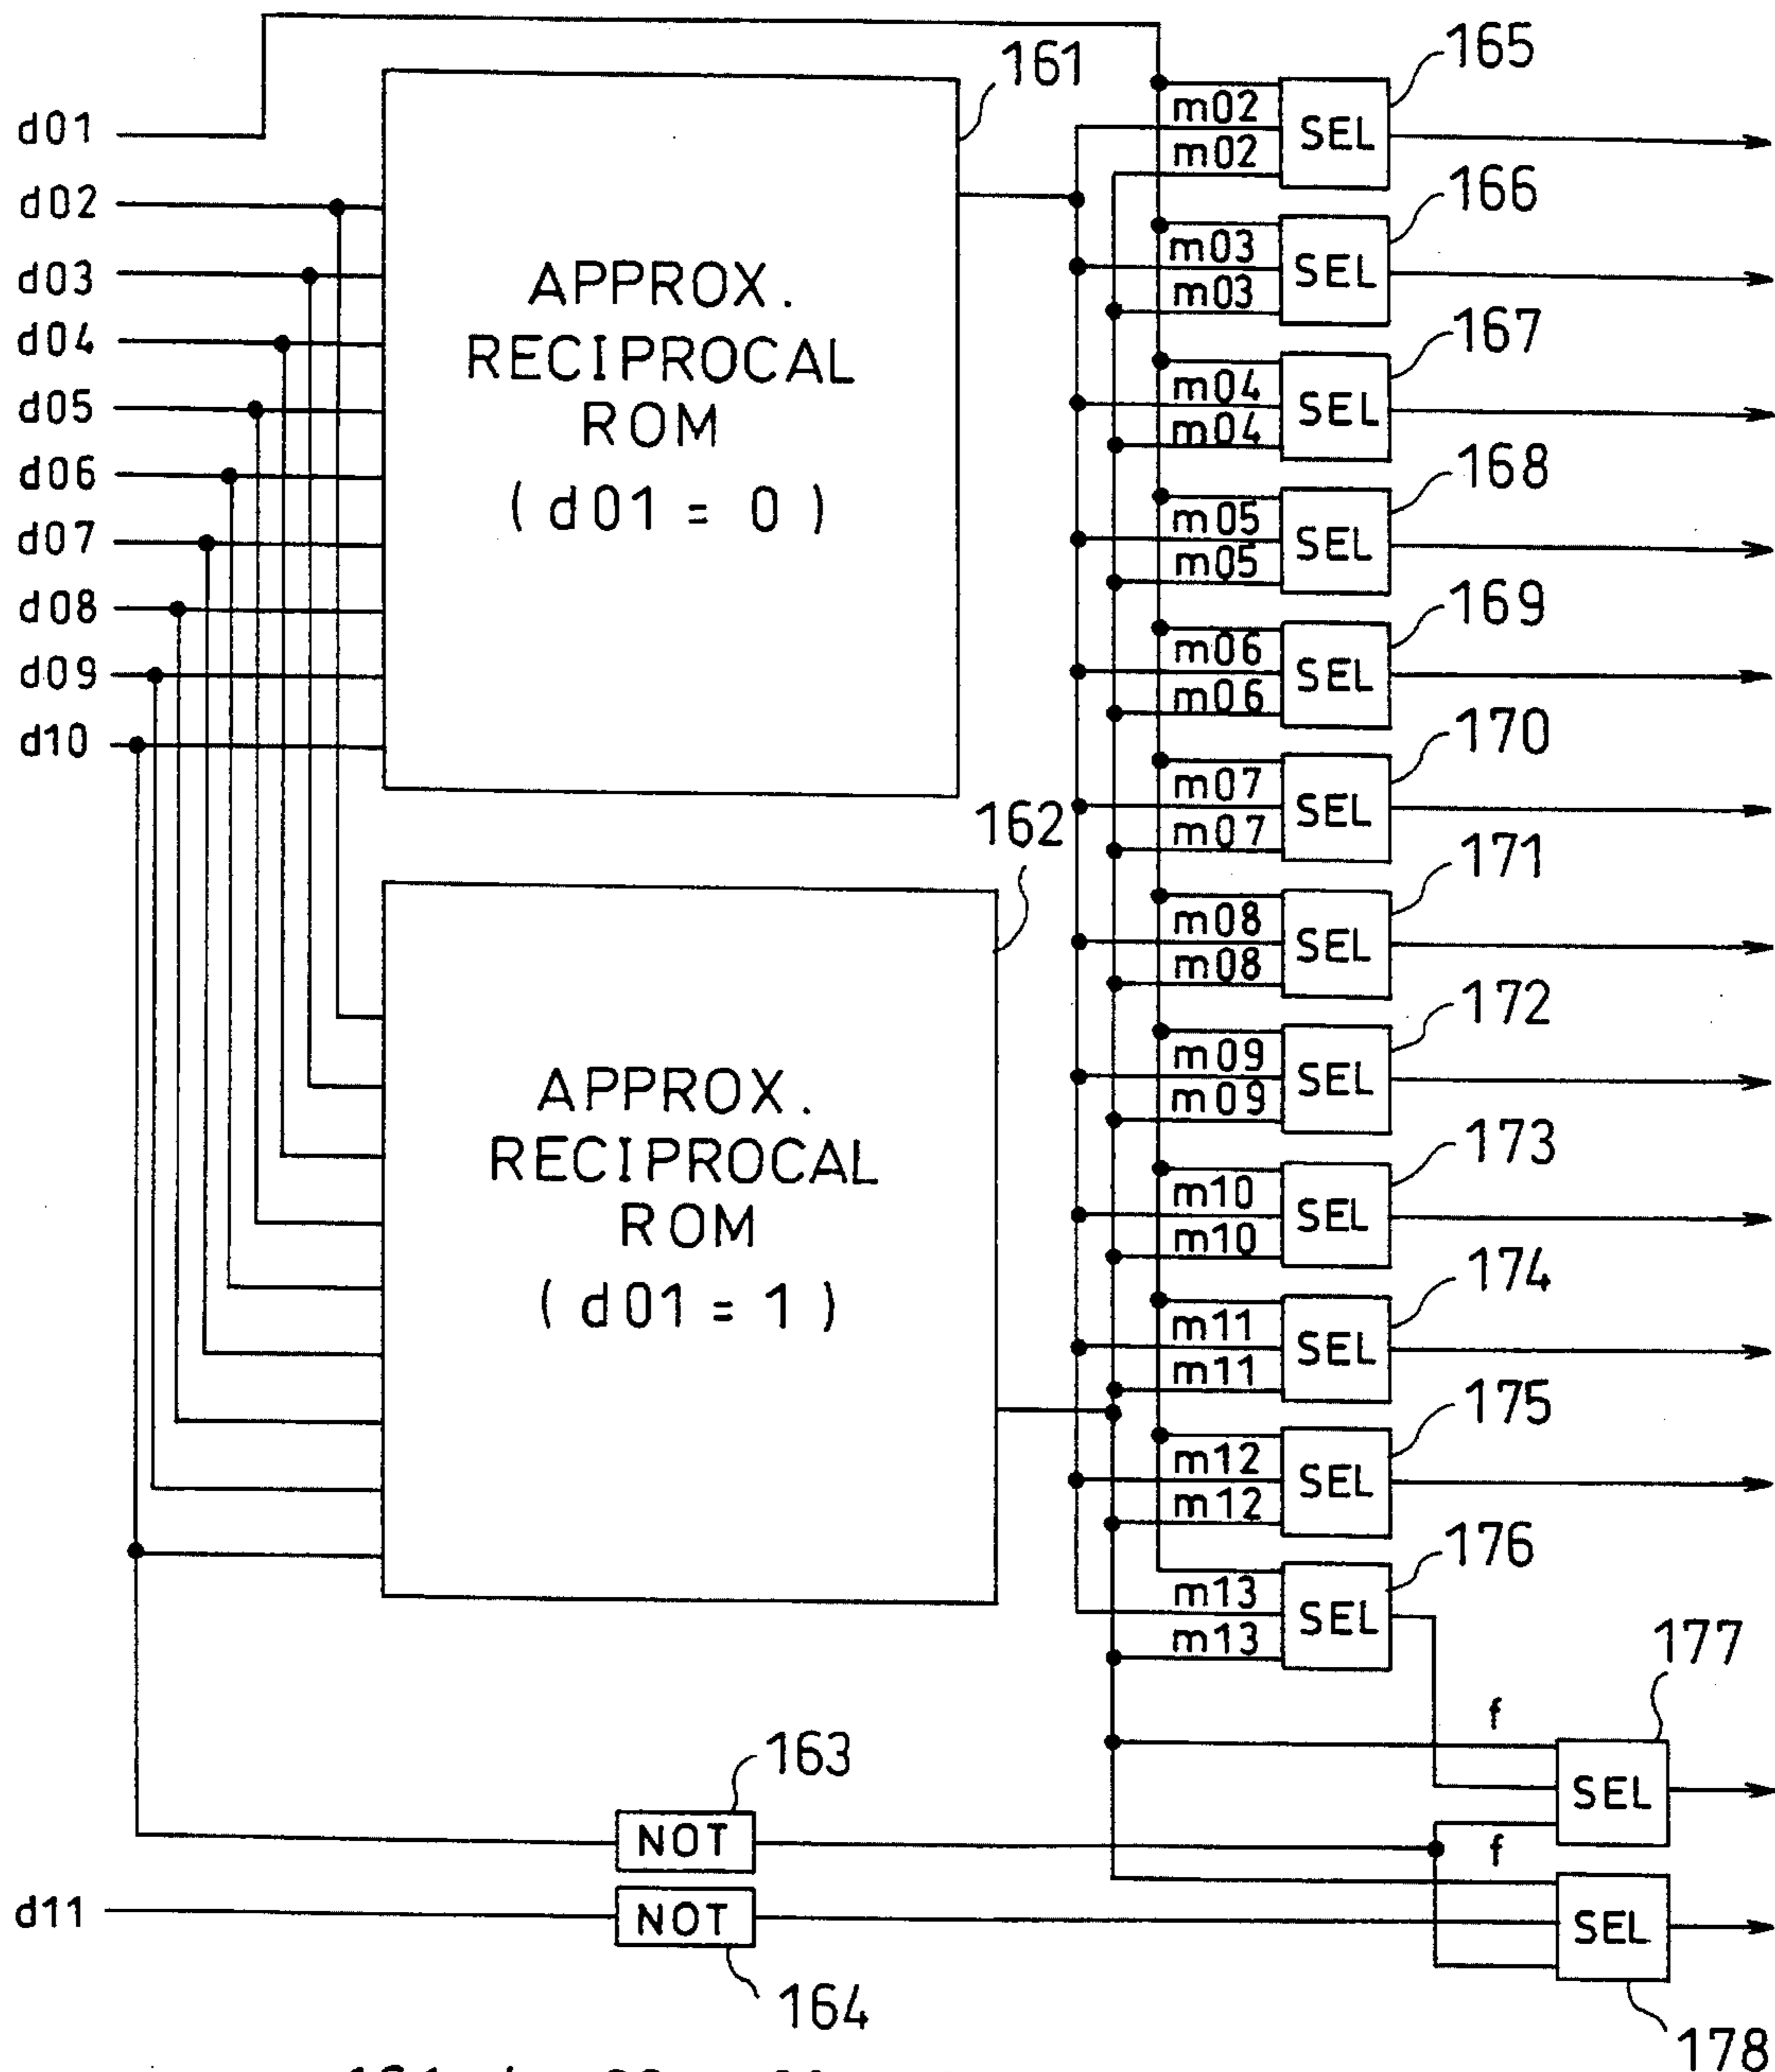 d01
d02
d03
d04
d05
d06
d07
d08
d09
d10
d11
APPROX.
RECIPROCAL
ROM
( d01 = 0 )
161
APPROX.
RECIPROCAL
ROM
( d01 = 1 )
162
NOT
163
NOT
164
m02
m02
SEL
165
m03
m03
SEL
166
m04
m04
SEL
167
m05
m05
SEL
168
m06
m06
SEL
169
m07
m07
SEL
170
m08
m08
SEL
171
m09
m09
SEL
172
m10
m10
SEL
173
m11
m11
SEL
174
m12
m12
SEL
175
m13
m13
SEL
176
f
SEL
177
f
SEL
178